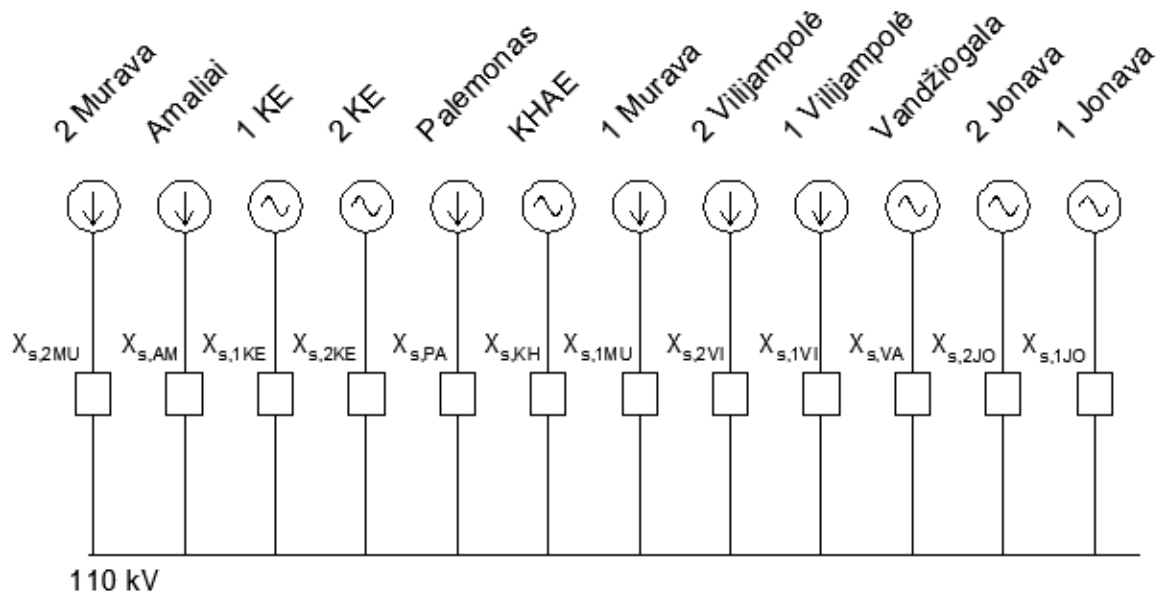 2 Murava
Amaliai
1 KE
2 KE
Palemonas
KHAE
1 Murava
2 Vilijampolė
1 Vilijampolė
Vandžiogala
2 Jonava
1 Jonava
Xs,2MU
Xs,AM
Xs,1KE
Xs,2KE
Xs,PA
Xs,KH
Xs,1MU
Xs,2VI
Xs,1VI
Xs,VA
Xs,2JO
Xs,1JO
110 kV